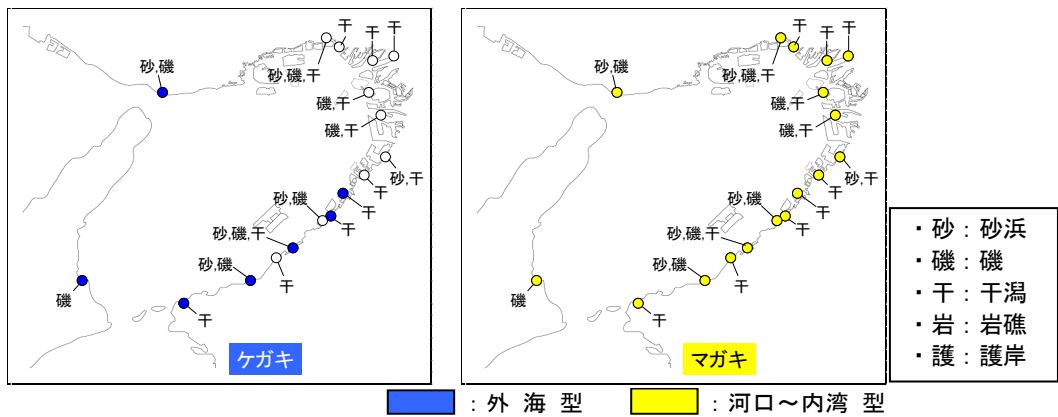 干
干
干
砂,磯
砂,磯,干
磯,干
磯,干
砂,干
干
砂,磯
干
干
砂,磯,干
砂,磯
干
磯
干
ケガキ
干
干
干
砂,磯
砂,磯,干
磯,干
磯,干
砂,干
干
砂,磯
干
干
砂,磯,干
砂,磯
干
磯
干
マガキ
・砂：砂浜
・磯：磯
・干：干潟
・岩：岩礁
・護：護岸
：外 海 型
：河口～内湾 型